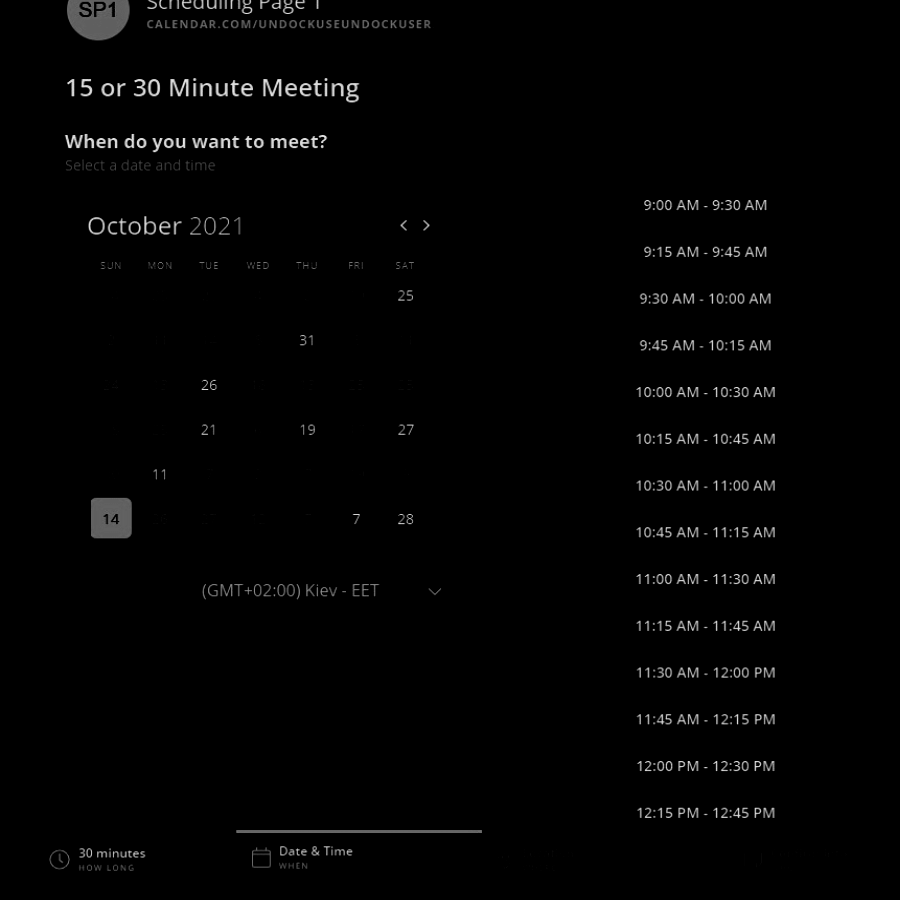 SP1
Scheduling Page 1
CALENDAR.COM/UNDOCKUSEUNDOCKUSER
15 or 30 Minute Meeting
When do you want to meet?
Select a date and time
October 2021
SUN MON TUE WED THU FRI SAT
25
31
26
21 19 27
11
14 7 28
(GMT+02:00) Kiev - EET
9:00 AM - 9:30 AM
9:15 AM - 9:45 AM
9:30 AM - 10:00 AM
9:45 AM - 10:15 AM
10:00 AM - 10:30 AM
10:15 AM - 10:45 AM
10:30 AM - 11:00 AM
10:45 AM - 11:15 AM
11:00 AM - 11:30 AM
11:15 AM - 11:45 AM
11:30 AM - 12:00 PM
11:45 AM - 12:15 PM
12:00 PM - 12:30 PM
12:15 PM - 12:45 PM
30 minutes
HOW LONG
Date & Time
WHEN